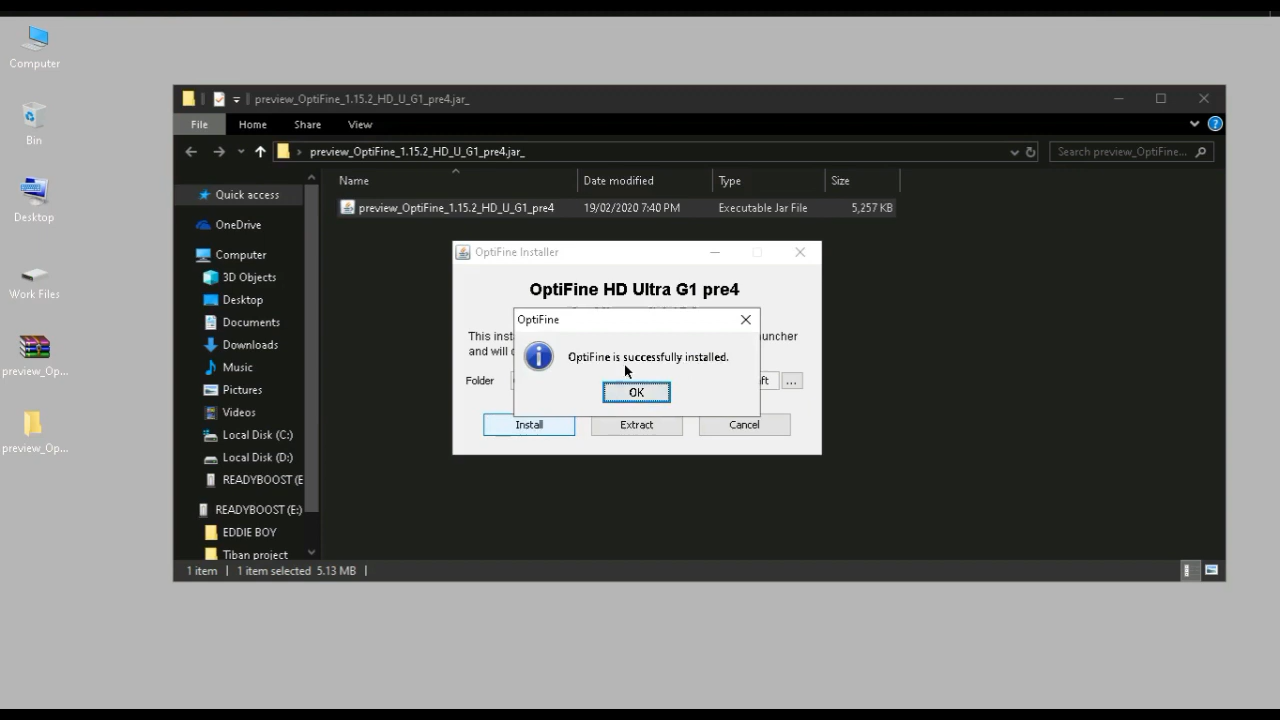 Computer
Bin
Desktop
Work Files
preview_Op...
preview_Op...
preview_OptiFine_1.15.2_HD_U_G1_pre4.jar_
File Home Share View
preview_OptiFine_1.15.2_HD_U_G1_pre4.jar_
Search preview_OptiFine...
Name Date modified Type Size
preview_OptiFine_1.15.2_HD_U_G1_pre4 19/02/2020 7:40 PM Executable Jar File 5,257 KB
Quick access
OneDrive
Computer
3D Objects
Desktop
Documents
Downloads
Music
Pictures
Videos
Local Disk (C:)
Local Disk (D:)
READYBOOST (E
READYBOOST (E:)
EDDIE BOY
Tiban project
1 item 1 item selected 5.13 MB
OptiFine Installer
OptiFine HD Ultra G1 pre4
This inst
uncher
and will
Folder
ft ...
Install Extract Cancel
OptiFine
OptiFine is successfully installed.
OK